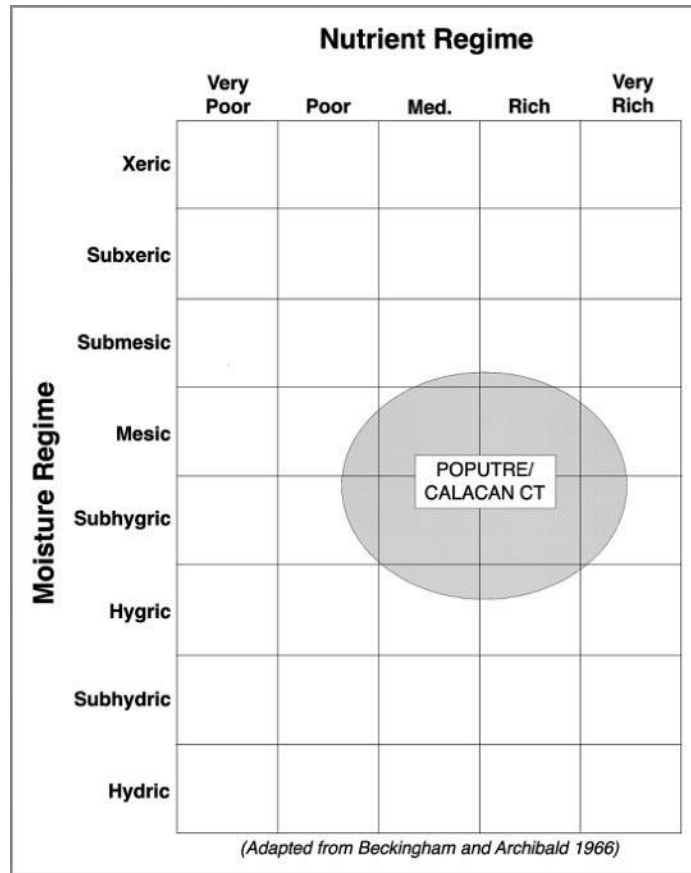 Nutrient Regime
Very Poor
Poor
Med.
Rich
Very Rich
Moisture Regime
Xeric
Subxeric
Submesic
Mesic
Subhygric
Hygric
Subhydric
Hydric
POPUTRE/
CALACAN CT
(Adapted from Beckingham and Archibald 1966)